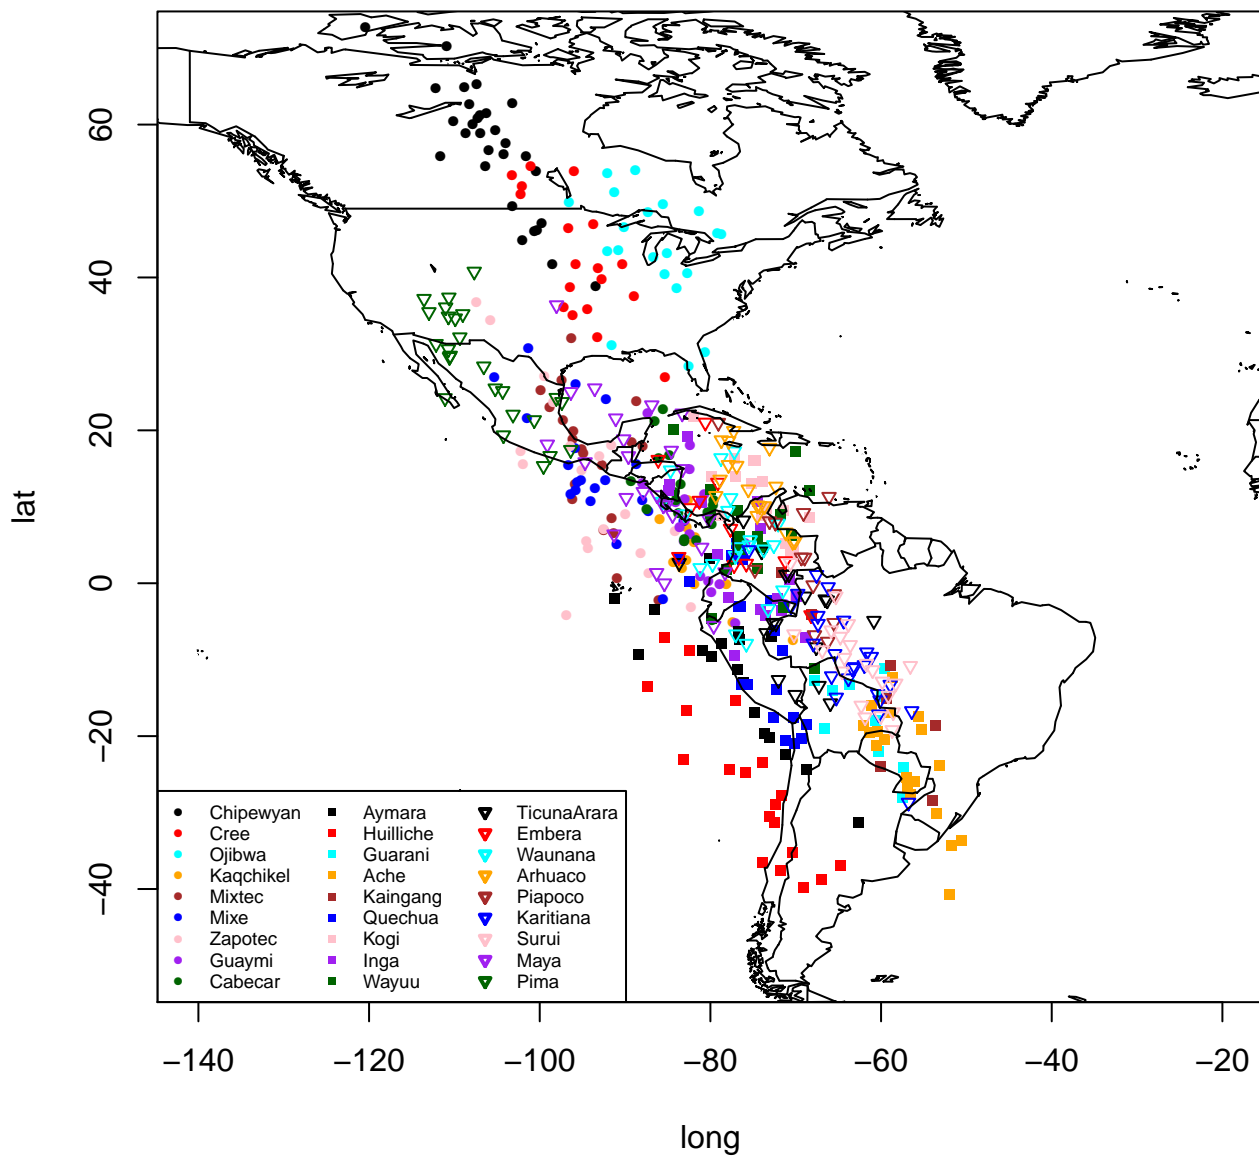 lat
60
40
20
0
−20
−40
Chipewyan Aymara TicunaArara
Cree Huilliche Embera
Ojibwa Guarani Waunana
Kaqchikel Ache Arhuaco
Mixtec Kaingang Piapoco
Mixe Quechua Karitiana
Zapotec Kogi Surui
Guaymi Inga Maya
Cabecar Wayuu Pima
−140 −120 −100 −80 −60 −40 −20
long